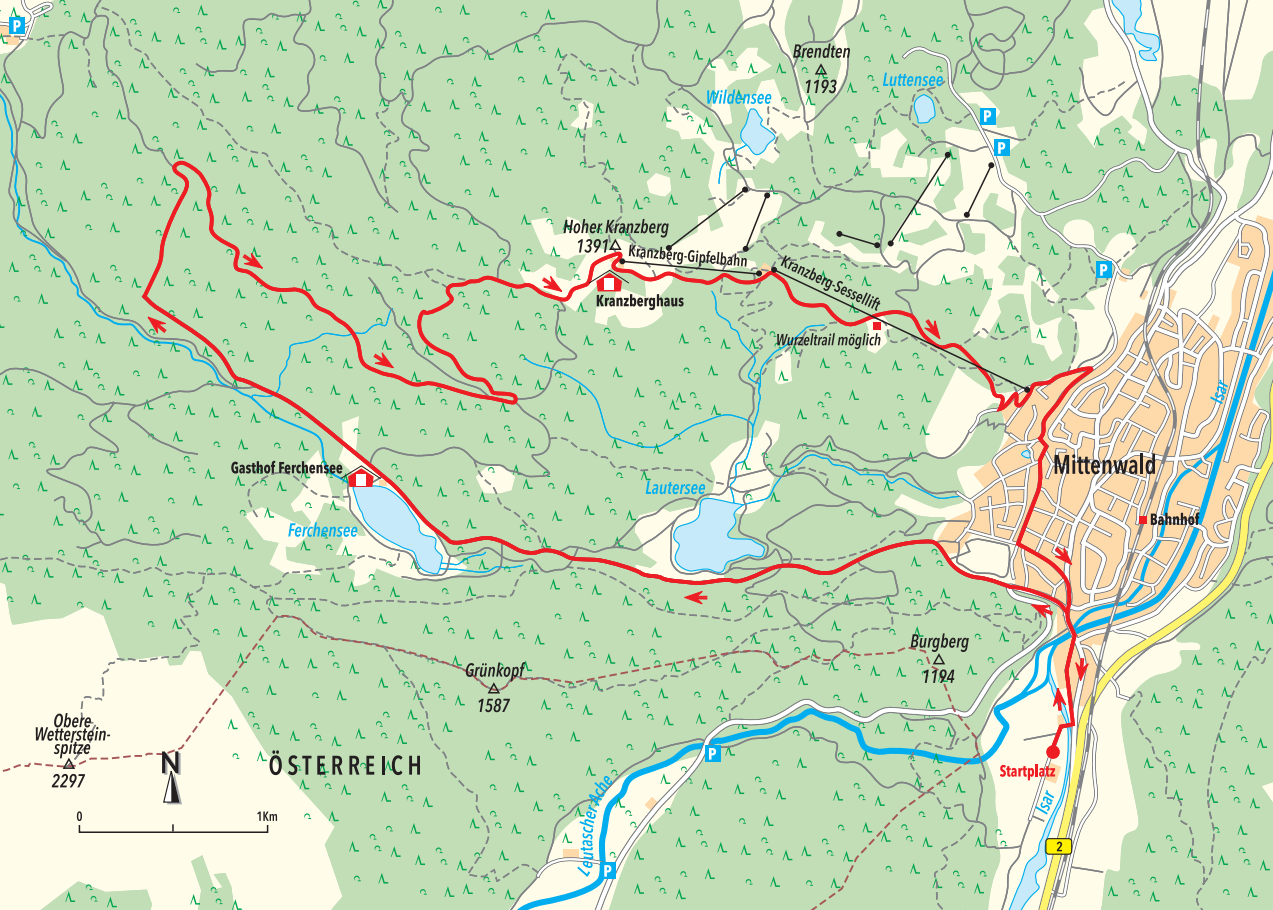 P
Brendten
1193
Luttensee
Wildensee
P
P
Hoher Kranzberg
1391
Kranzberg-Gipfelbahn
Kranzberg-Sessellift
P
Kranzberghaus
Wurzeltrail möglich
Isar
Gasthof Ferchensee
Mittenwald
Lautersee
Ferchensee
Bahnhof
Burgberg
1194
Grünkopf
1587
Obere
Wetterstein-
spitze
2297
N
ÖSTERREICH
P
Startplatz
Isar
Leutascher Ache
0
1Km
2
P